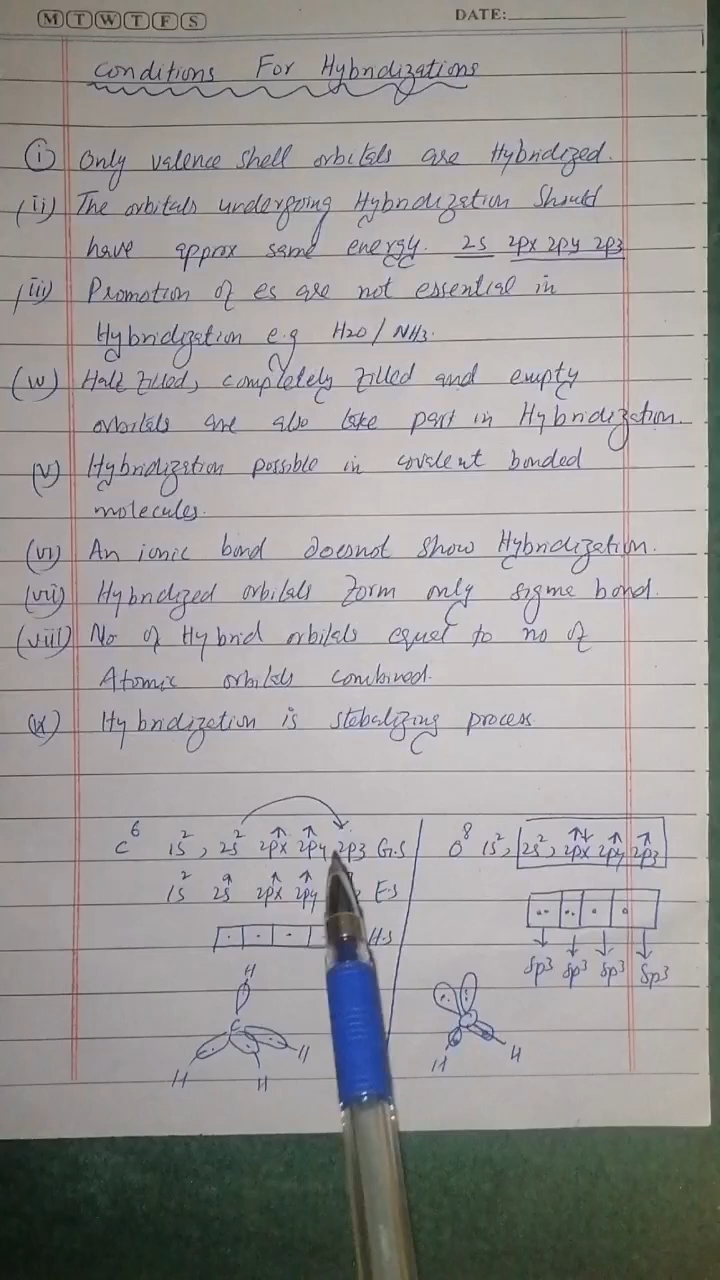 M T W T F S DATE:
Conditions For Hybridizations
(i) Only valence shell orbitals are Hybridized.
(ii) The orbitals undergoing Hybridization Should
have approx same energy. 2s 2px 2py 2pz
(iii) Promotion of es are not essential in
Hybridization e.g H2O / NH3.
(iv) Half filled, completely filled and empty
orbitals are also take part in Hybridization.
(v) Hybridization possible in covalent bonded
molecules.
(vi) An ionic bond doesnot show Hybridization.
(vii) Hybridized orbitals form only sigma bond.
(viii) No of Hybrid orbitals equal to no of
Atomic orbitals combined.
(ix) Hybridization is stabalizing process.
C⁶ 1s², 2s² 2px 2py 2pz G.S
1s² 2s 2px 2py E.S
H.S
H
C
H H H
O⁸ 1s², 2s², 2px 2py 2pz
sp3 sp3 sp3 sp3
H H